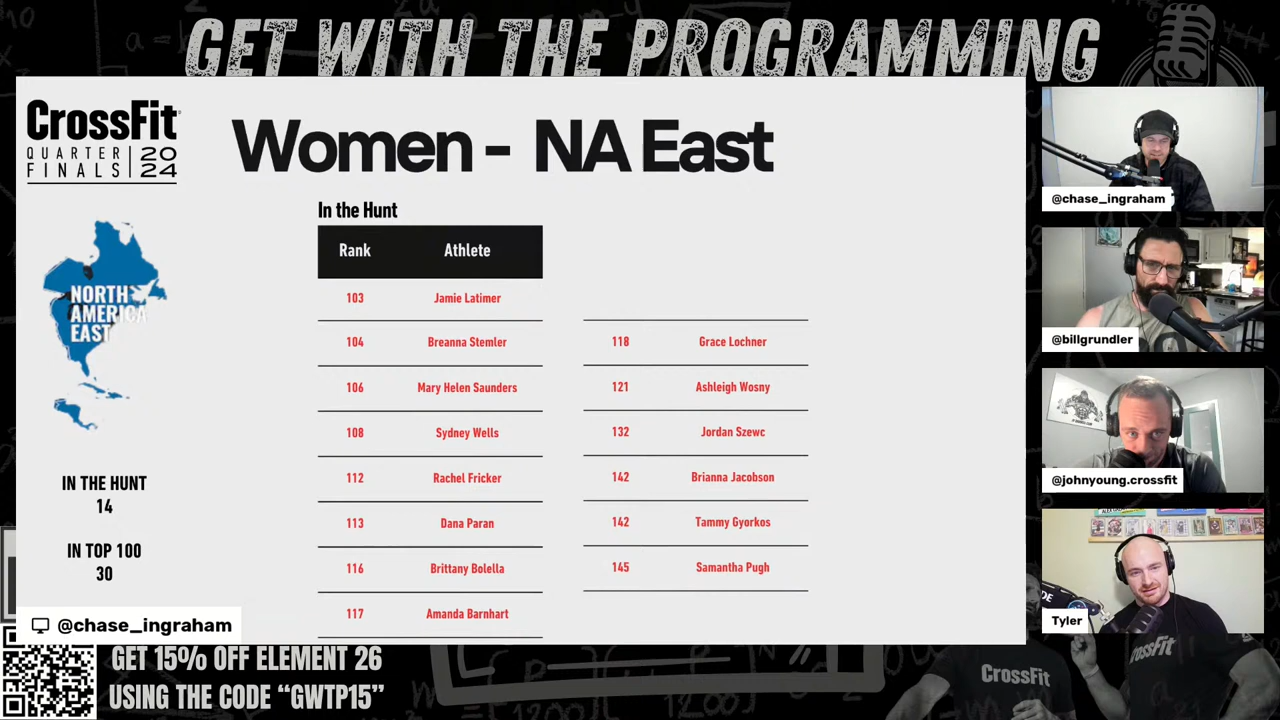 GET WITH THE PROGRAMMING
CrossFit
QUARTER FINALS 2024
Women - NA East
In the Hunt
Rank Athlete
103 Jamie Latimer
104 Breanna Stemler
106 Mary Helen Saunders
108 Sydney Wells
112 Rachel Fricker
113 Dana Paran
116 Brittany Bolella
117 Amanda Barnhart
118 Grace Lochner
121 Ashleigh Wosny
132 Jordan Szewc
142 Brianna Jacobson
142 Tammy Gyorkos
145 Samantha Pugh
NORTH
AMERICA
EAST
IN THE HUNT
14
IN TOP 100
30
@chase_ingraham
GET 15% OFF ELEMENT 26
USING THE CODE “GWTP15”
@chase_ingraham
@billgrundler
@johnyoung.crossfit
Tyler
CrossFit
CrossFit